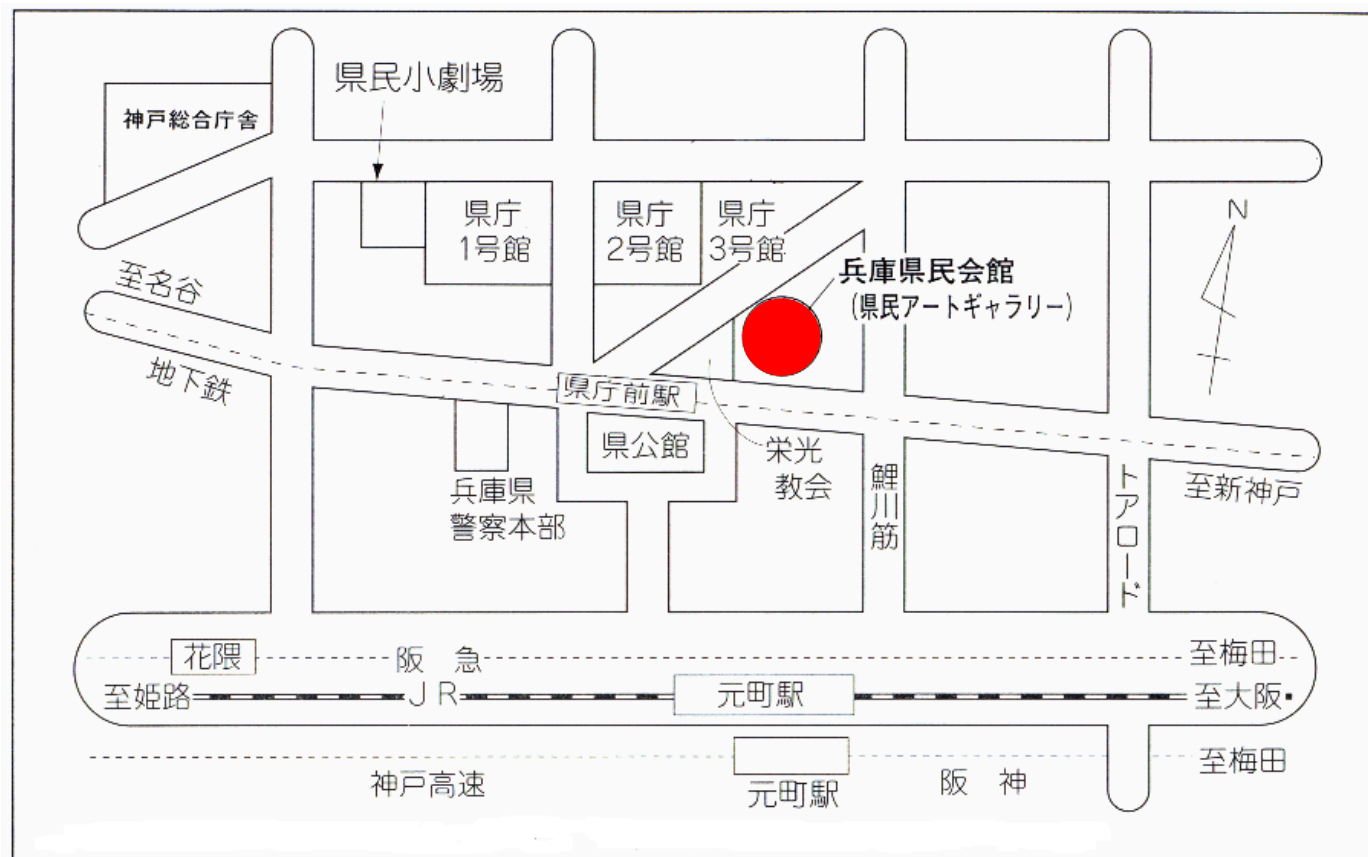 県民小劇場
神戸総合庁舎
県庁
1号館
県庁
2号館
県庁
3号館
N
至名谷
兵庫県民会館
(県民アートギャラリー)
地下鉄
県庁前駅
県公館
栄光
教会
鯉川筋
トアロード
至新神戸
兵庫県
警察本部
花隈
阪急
至梅田
至姫路
JR
元町駅
至大阪
神戸高速
元町駅
阪神
至梅田